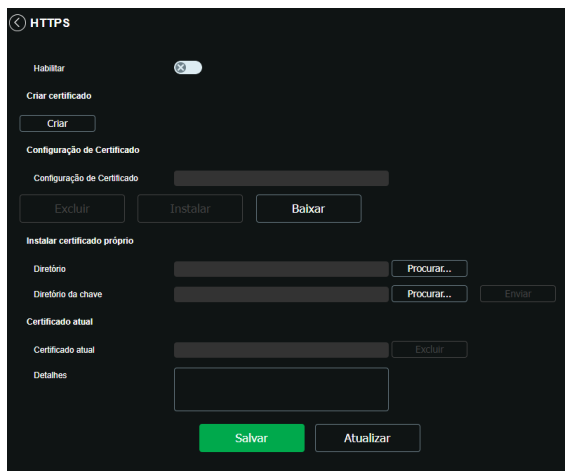 HTTPS
Habilitar
Criar certificado
Criar
Configuração de Certificado
Configuração de Certificado
Excluir Instalar Baixar
Instalar certificado próprio
Diretório Procurar...
Diretório da chave Procurar... Enviar
Certificado atual
Certificado atual Excluir
Detalhes
Salvar Atualizar